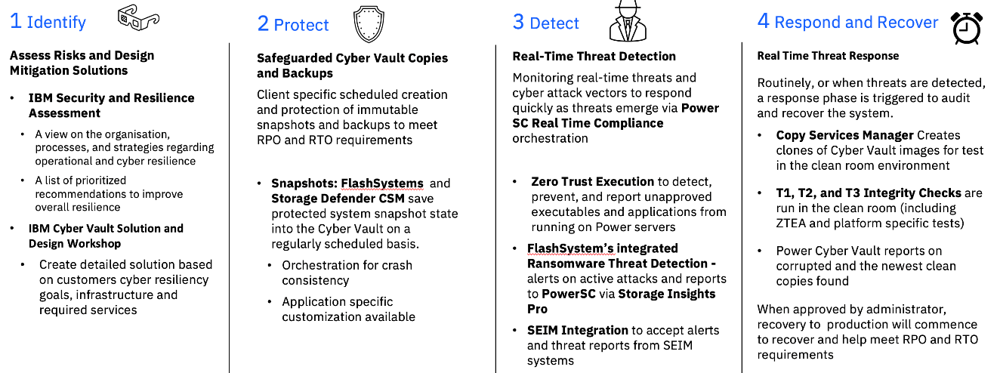 1 Identify
Assess Risks and Design
Mitigation Solutions
• IBM Security and Resilience
Assessment
• A view on the organisation,
processes, and strategies regarding
operational and cyber resilience
• A list of prioritized
recommendations to improve
overall resilience
• IBM Cyber Vault Solution and
Design Workshop
• Create detailed solution based
on customers cyber resiliency
goals, infrastructure and
required services
2 Protect
Safeguarded Cyber Vault Copies
and Backups
Client specific scheduled creation
and protection of immutable
snapshots and backups to meet
RPO and RTO requirements
• Snapshots: FlashSystems and
Storage Defender CSM save
protected system snapshot state
into the Cyber Vault on a
regularly scheduled basis.
• Orchestration for crash
consistency
• Application specific
customization available
3 Detect
Real-Time Threat Detection
Monitoring real-time threats and
cyber attack vectors to respond
quickly as threats emerge via Power
SC Real Time Compliance
orchestration
• Zero Trust Execution to detect,
prevent, and report unapproved
executables and applications from
running on Power servers
• FlashSystem's integrated
Ransomware Threat Detection -
alerts on active attacks and reports
to PowerSC via Storage Insights
Pro
• SEIM Integration to accept alerts
and threat reports from SEIM
systems
4 Respond and Recover
Real Time Threat Response
Routinely, or when threats are detected,
a response phase is triggered to audit
and recover the system.
• Copy Services Manager Creates
clones of Cyber Vault images for test
in the clean room environment
• T1, T2, and T3 Integrity Checks are
run in the clean room (including
ZTEA and platform specific tests)
• Power Cyber Vault reports on
corrupted and the newest clean
copies found
When approved by administrator,
recovery to production will commence
to recover and help meet RPO and RTO
requirements